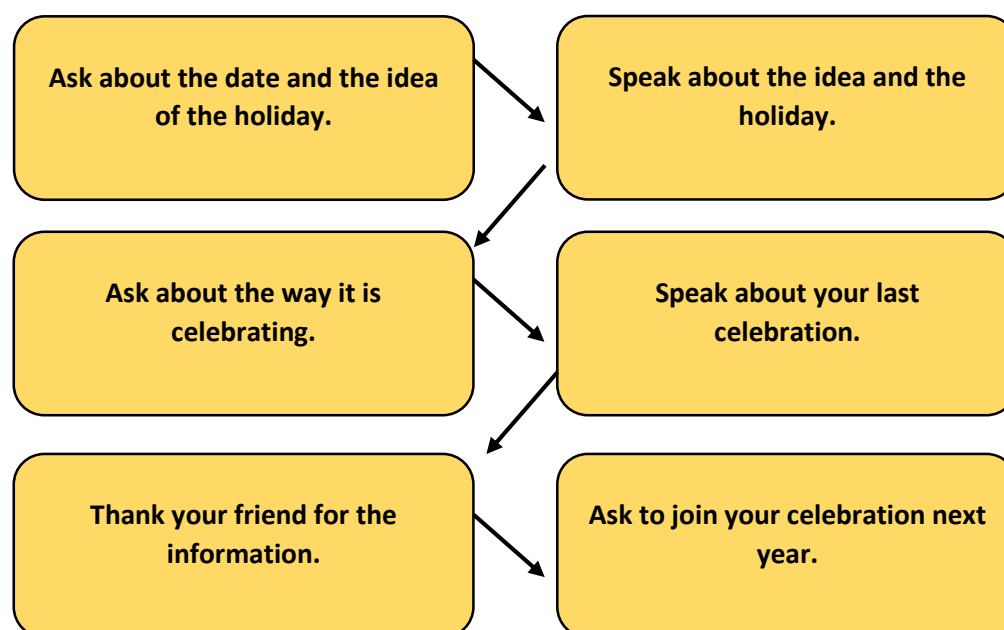 Ask about the date and the idea
of the holiday.
Speak about the idea and the
holiday.
Ask about the way it is
celebrating.
Speak about your last
celebration.
Thank your friend for the
information.
Ask to join your celebration next
year.